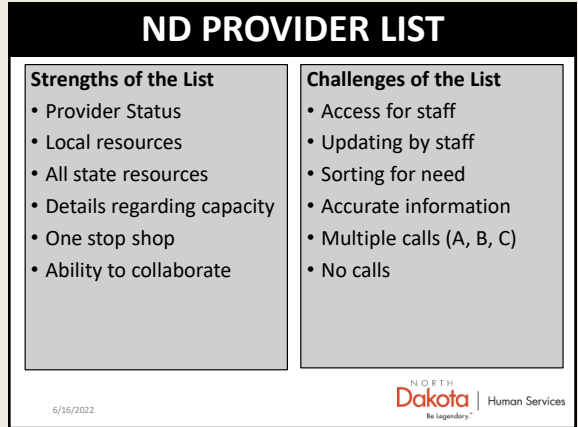 ND PROVIDER LIST
Strengths of the List
• Provider Status
• Local resources
• All state resources
• Details regarding capacity
• One stop shop
• Ability to collaborate
Challenges of the List
• Access for staff
• Updating by staff
• Sorting for need
• Accurate information
• Multiple calls (A, B, C)
• No calls
6/16/2022
NORTH
Dakota | Human Services
Be Legendary.™